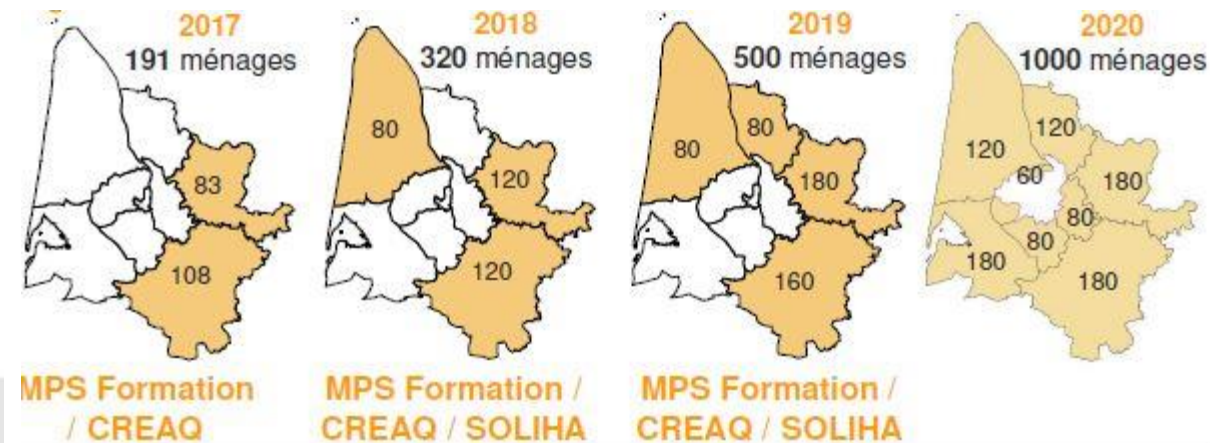 2017
191 ménages
83
108
MPS Formation
/ CREAQ
2018
320 ménages
80
120
120
MPS Formation /
CREAQ / SOLIHA
2019
500 ménages
80
80
180
160
MPS Formation /
CREAQ / SOLIHA
2020
1000 ménages
120
120
60
180
80
80
180
180